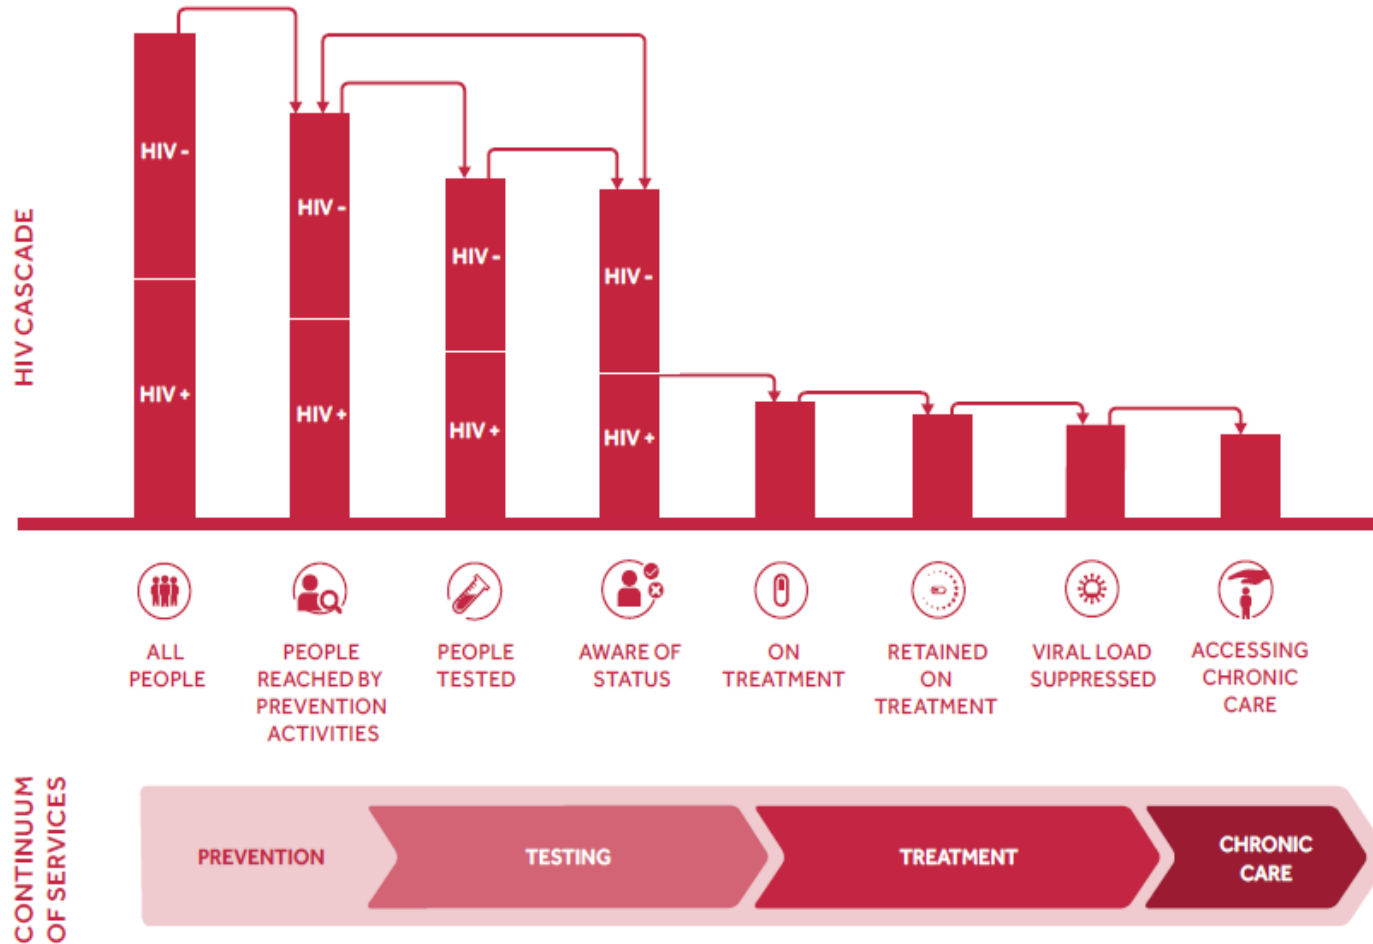 HIV CASCADE
HIV -
HIV +
HIV -
HIV +
HIV -
HIV +
HIV -
HIV +
ALL
PEOPLE
PEOPLE
REACHED BY
PREVENTION
ACTIVITIES
PEOPLE
TESTED
AWARE OF
STATUS
ON
TREATMENT
RETAINED
ON
TREATMENT
VIRAL LOAD
SUPPRESSED
ACCESSING
CHRONIC
CARE
CONTINUUM
OF SERVICES
PREVENTION
TESTING
TREATMENT
CHRONIC
CARE